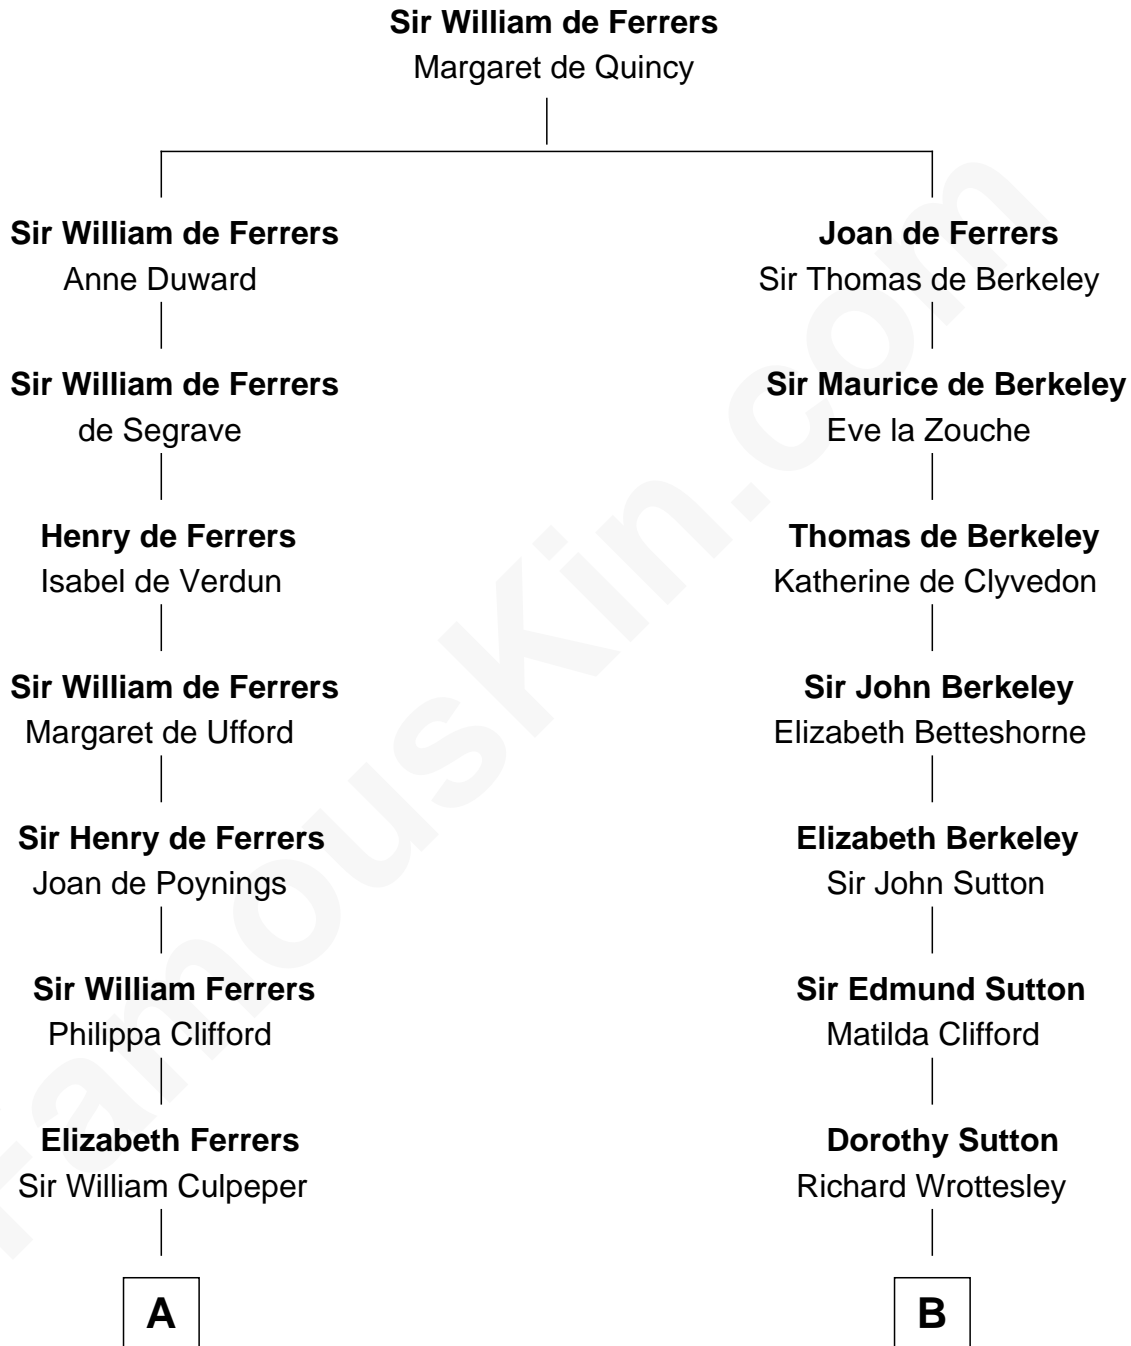 Sir William de Ferrers
Margaret de Quincy
Sir William de Ferrers
Anne Duward
Sir William de Ferrers
de Segrave
Henry de Ferrers
Isabel de Verdun
Sir William de Ferrers
Margaret de Ufford
Sir Henry de Ferrers
Joan de Poynings
Sir William Ferrers
Philippa Clifford
Elizabeth Ferrers
Sir William Culpeper
A
Joan de Ferrers
Sir Thomas de Berkeley
Sir Maurice de Berkeley
Eve la Zouche
Thomas de Berkeley
Katherine de Clyvedon
Sir John Berkeley
Elizabeth Betteshorne
Elizabeth Berkeley
Sir John Sutton
Sir Edmund Sutton
Matilda Clifford
Dorothy Sutton
Richard Wrottesley
B
FamousKin.com